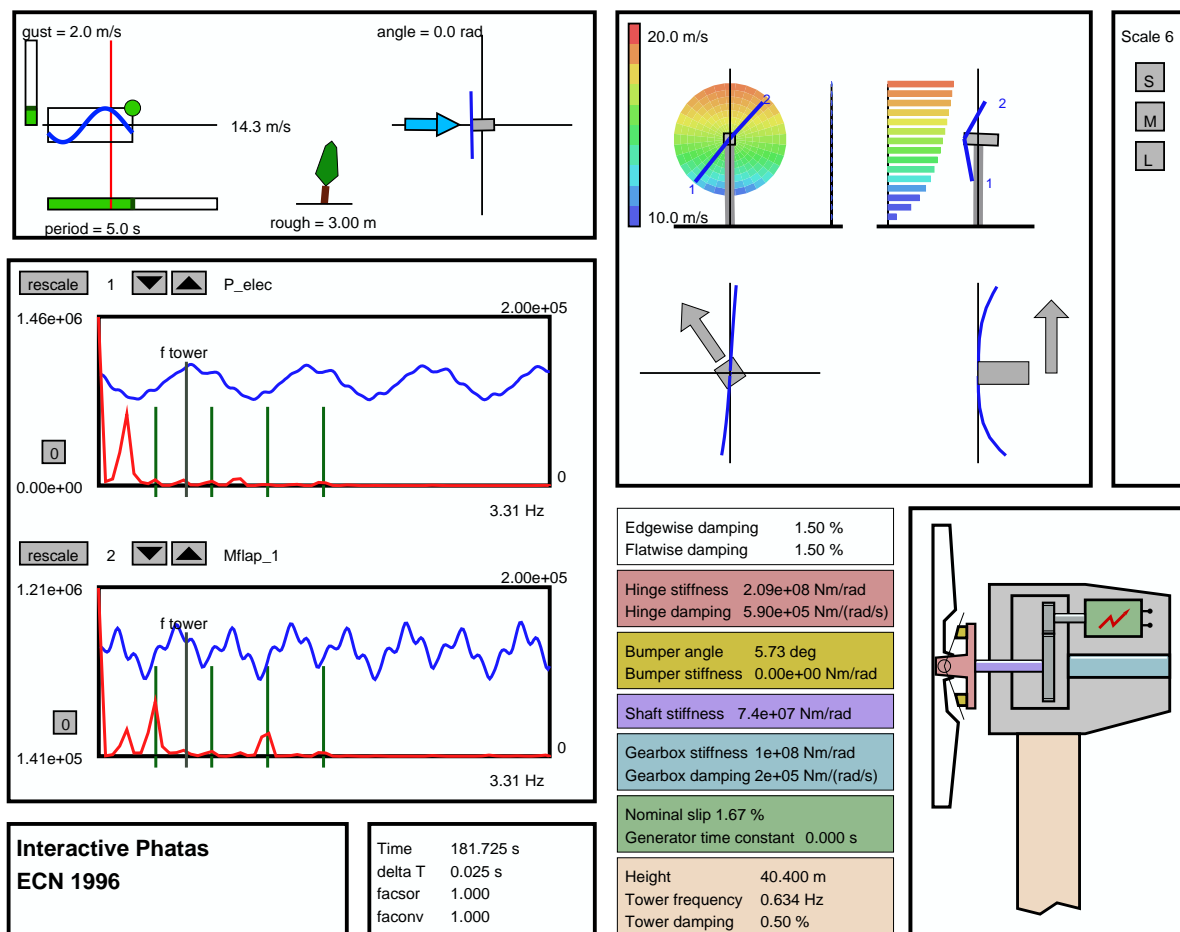 gust = 2.0 m/s
angle = 0.0 rad
14.3 m/s
period = 5.0 s
rough = 3.00 m
20.0 m/s
10.0 m/s
2
1
2
1
Scale 6
S
M
L
rescale 1 P_elec
2.00e+05
1.46e+06
f tower
0
0
0.00e+00
3.31 Hz
rescale 2 Mflap_1
2.00e+05
1.21e+06
f tower
0
0
1.41e+05
3.31 Hz
Edgewise damping 1.50 %
Flatwise damping 1.50 %
Hinge stiffness 2.09e+08 Nm/rad
Hinge damping 5.90e+05 Nm/(rad/s)
Bumper angle 5.73 deg
Bumper stiffness 0.00e+00 Nm/rad
Shaft stiffness 7.4e+07 Nm/rad
Gearbox stiffness 1e+08 Nm/rad
Gearbox damping 2e+05 Nm/(rad/s)
Nominal slip 1.67 %
Generator time constant 0.000 s
Height 40.400 m
Tower frequency 0.634 Hz
Tower damping 0.50 %
Interactive Phatas
ECN 1996
Time 181.725 s
delta T 0.025 s
facsor 1.000
faconv 1.000